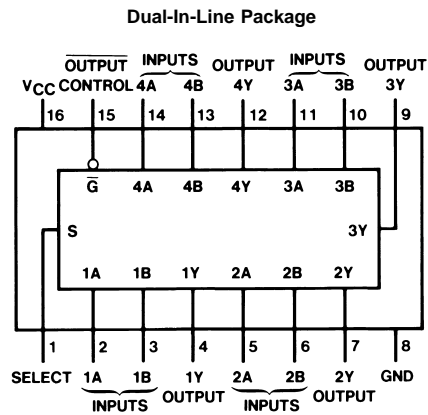 Dual-In-Line Package
OUTPUT INPUTS INPUTS
VCC CONTROL 4A 4B OUTPUT 4Y 3A 3B OUTPUT 3Y
16 15 14 13 12 11 10 9
G 4A 4B 4Y 3A 3B
S 3Y
1A 1B 1Y 2A 2B 2Y
1 2 3 4 5 6 7 8
SELECT 1A 1B 1Y 2A 2B 2Y GND
INPUTS OUTPUT INPUTS OUTPUT